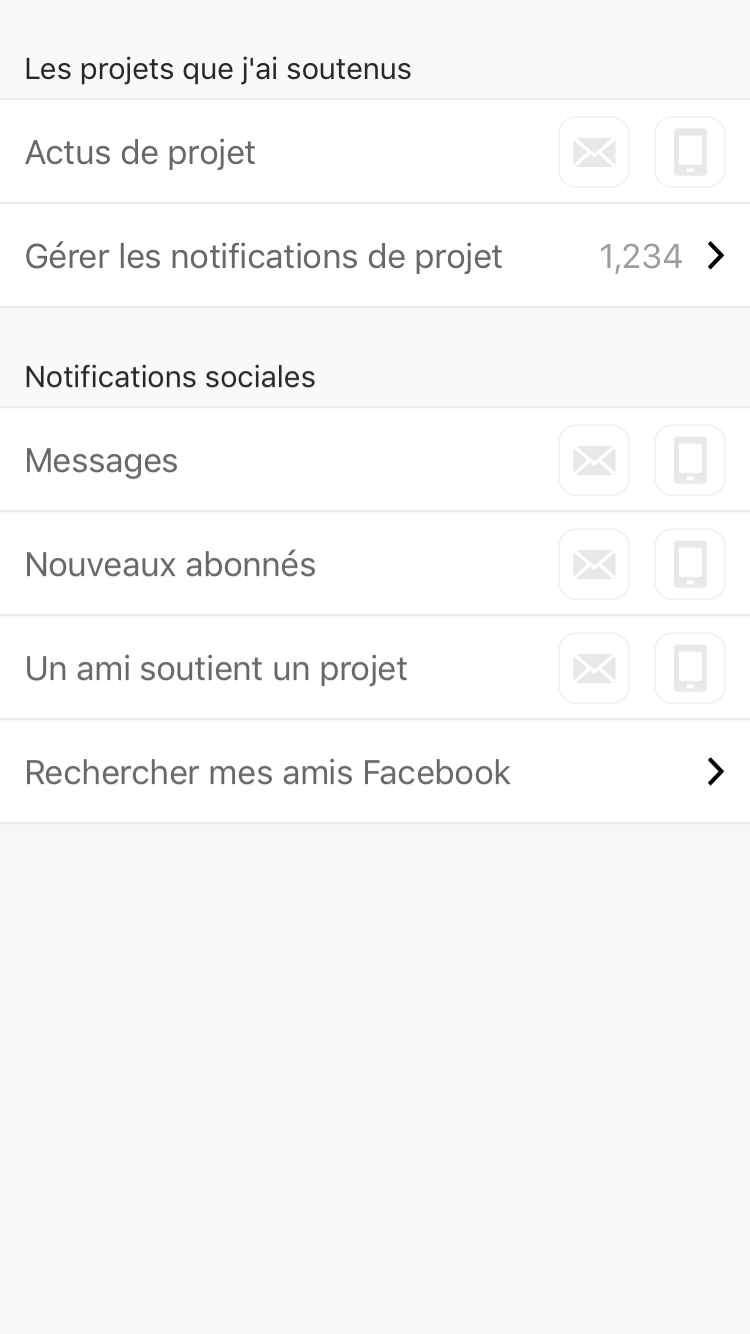 Les projets que j'ai soutenus
Actus de projet
Gérer les notifications de projet 1,234
Notifications sociales
Messages
Nouveaux abonnés
Un ami soutient un projet
Rechercher mes amis Facebook